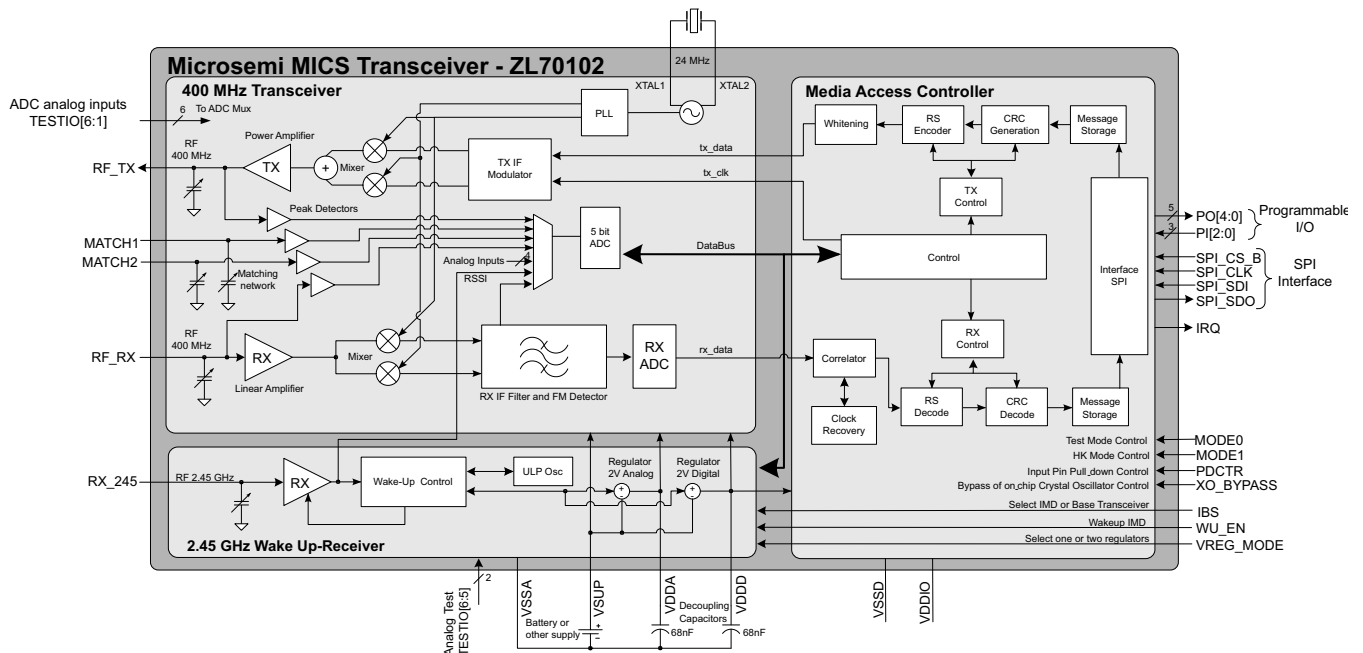 24 MHz
Microsemi MICS Transceiver - ZL70102
XTAL1
XTAL2
400 MHz Transceiver
Media Access Controller
ADC analog inputs
TESTIO[6:1]
6
To ADC Mux
PLL
Whitening
RS
Encoder
CRC
Generation
Message
Storage
Power Amplifier
RF
400 MHz
RF_TX
TX
Mixer
TX IF
Modulator
tx_data
tx_clk
TX
Control
Peak Detectors
5 bit
ADC
DataBus
Control
Interface
SPI
5
PO[4:0]
3
PI[2:0]
Programmable
I/O
MATCH1
MATCH2
Matching
network
Analog Inputs
4
RSSI
SPI_CS_B
SPI_CLK
SPI_SDI
SPI_SDO
SPI
Interface
IRQ
RF
400 MHz
RF_RX
RX
Linear Amplifier
Mixer
RX IF Filter and FM Detector
RX
ADC
rx_data
Correlator
RX
Control
Clock
Recovery
RS
Decode
CRC
Decode
Message
Storage
Test Mode Control
MODE0
HK Mode Control
MODE1
Input Pin Pull_down Control
PDCTR
Bypass of on_chip Crystal Oscillator Control
XO_BYPASS
RX_245
RF 2.45 GHz
RX
Wake-Up Control
ULP Osc
Regulator
2V Analog
Regulator
2V Digital
Select IMD or Base Transceiver
IBS
Wakeup IMD
WU_EN
Select one or two regulators
VREG_MODE
2.45 GHz Wake Up-Receiver
Analog Test
TESTIO[6:5]
2
VSSA
VSUP
VDDA
VDDD
VSSD
VDDIO
Battery or
other supply
+
−
Decoupling
Capacitors
68nF
68nF